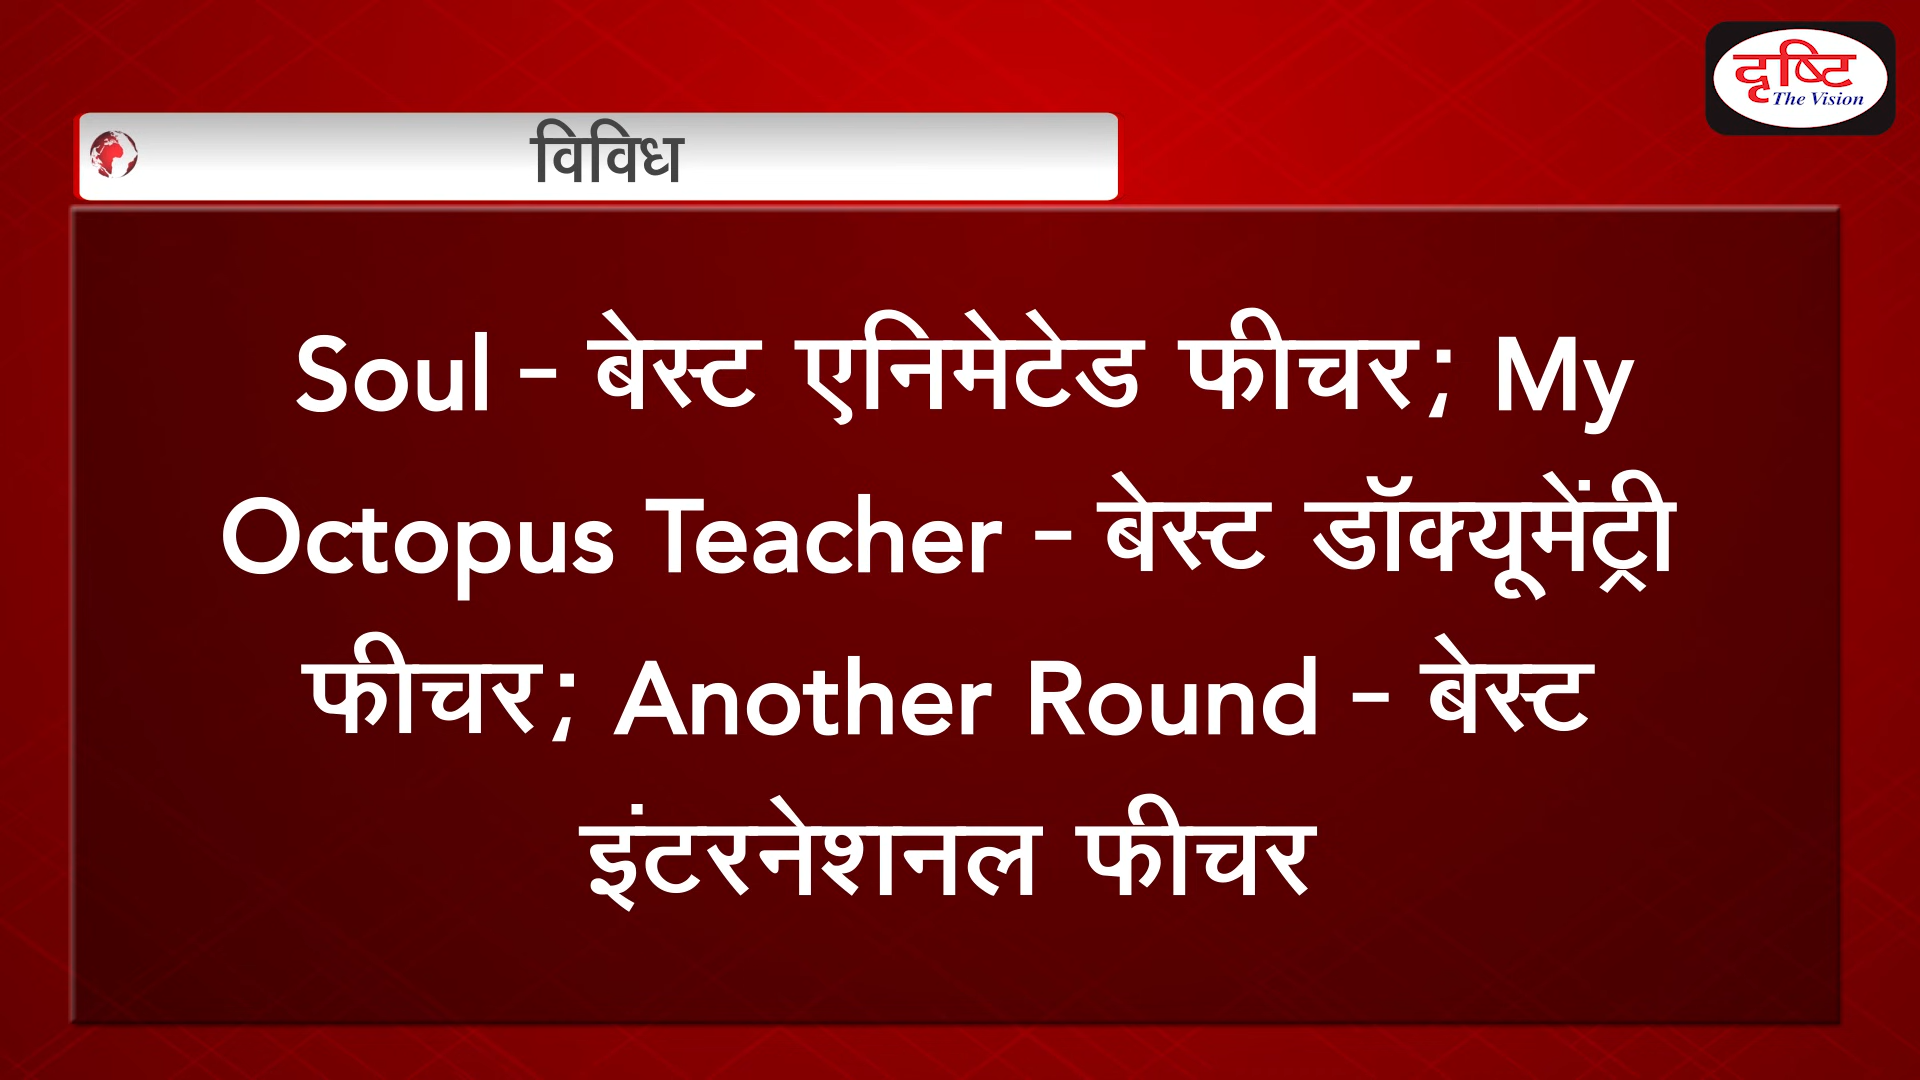 दृष्टि
The Vision
विविध
Soul - बेस्ट एनिमेटेड फीचर; My
Octopus Teacher - बेस्ट डॉक्यूमेंट्री
फीचर; Another Round - बेस्ट
इंटरनेशनल फीचर